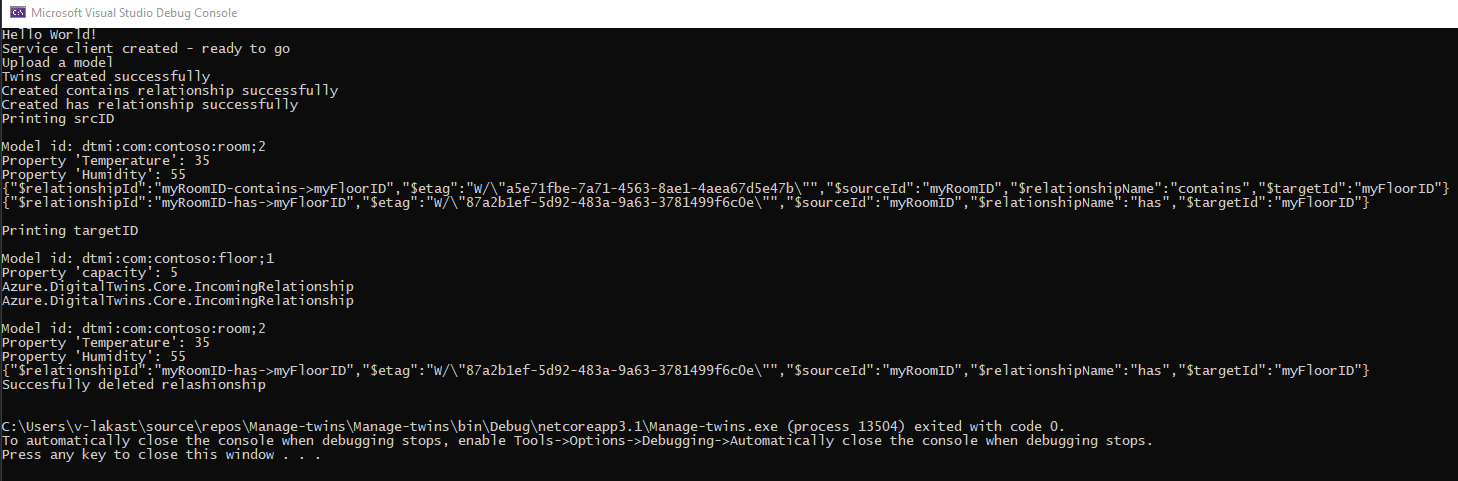 Microsoft Visual Studio Debug Console
Hello World!
Service client created - ready to go
Upload a model
Twins created successfully
Created contains relationship successfully
Created has relationship successfully
Printing srcID
Model id: dtmi:com:contoso:room;2
Property 'Temperature': 35
Property 'Humidity': 55
{"$relationshipId":"myRoomID-contains->myFloorID","$etag":"W/\"a5e71fbe-7a71-4563-8ae1-4aea67d5e47b\"","$sourceId":"myRoomID","$relationshipName":"contains","$targetId":"myFloorID"}
{"$relationshipId":"myRoomID-has->myFloorID","$etag":"W/\"87a2b1ef-5d92-483a-9a63-3781499f6c0e\"","$sourceId":"myRoomID","$relationshipName":"has","$targetId":"myFloorID"}
Printing targetID
Model id: dtmi:com:contoso:floor;1
Property 'capacity': 5
Azure.DigitalTwins.Core.IncomingRelationship
Azure.DigitalTwins.Core.IncomingRelationship
Model id: dtmi:com:contoso:room;2
Property 'Temperature': 35
Property 'Humidity': 55
{"$relationshipId":"myRoomID-has->myFloorID","$etag":"W/\"87a2b1ef-5d92-483a-9a63-3781499f6c0e\"","$sourceId":"myRoomID","$relationshipName":"has","$targetId":"myFloorID"}
Succesfully deleted relashionship
C:\Users\v-lakast\source\repos\Manage-twins\Manage-twins\bin\Debug\netcoreapp3.1\Manage-twins.exe (process 13504) exited with code 0.
To automatically close the console when debugging stops, enable Tools->Options->Debugging->Automatically close the console when debugging stops.
Press any key to close this window . . .